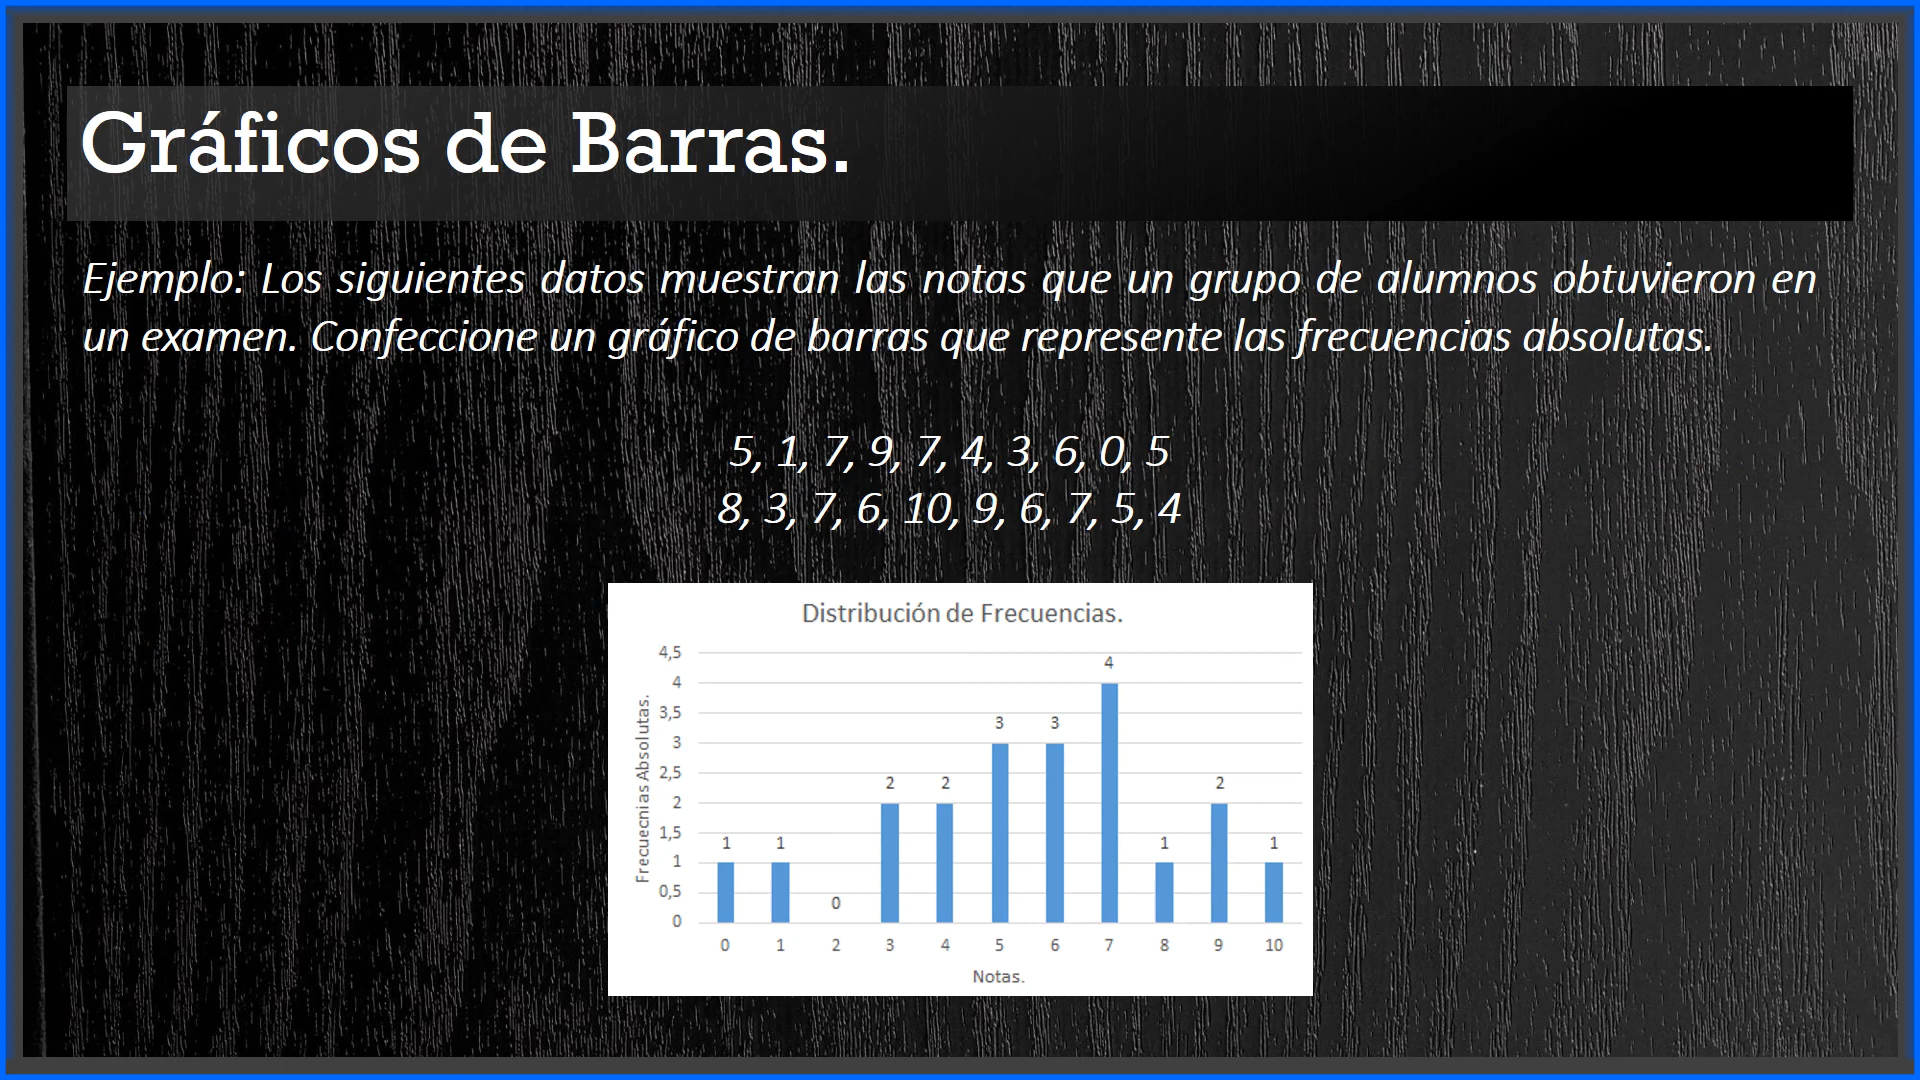 Gráficos de Barras.
Ejemplo: Los siguientes datos muestran las notas que un grupo de alumnos obtuvieron en
un examen. Confeccione un gráfico de barras que represente las frecuencias absolutas.
5, 1, 7, 9, 7, 4, 3, 6, 0, 5
8, 3, 7, 6, 10, 9, 6, 7, 5, 4
Distribución de Frecuencias.
Frecuecnias Absolutas.
4,5
4
3,5
3
2,5
2
1,5
1
0,5
0
1 1 0 2 2 3 3 4 1 2 1
0 1 2 3 4 5 6 7 8 9 10
Notas.